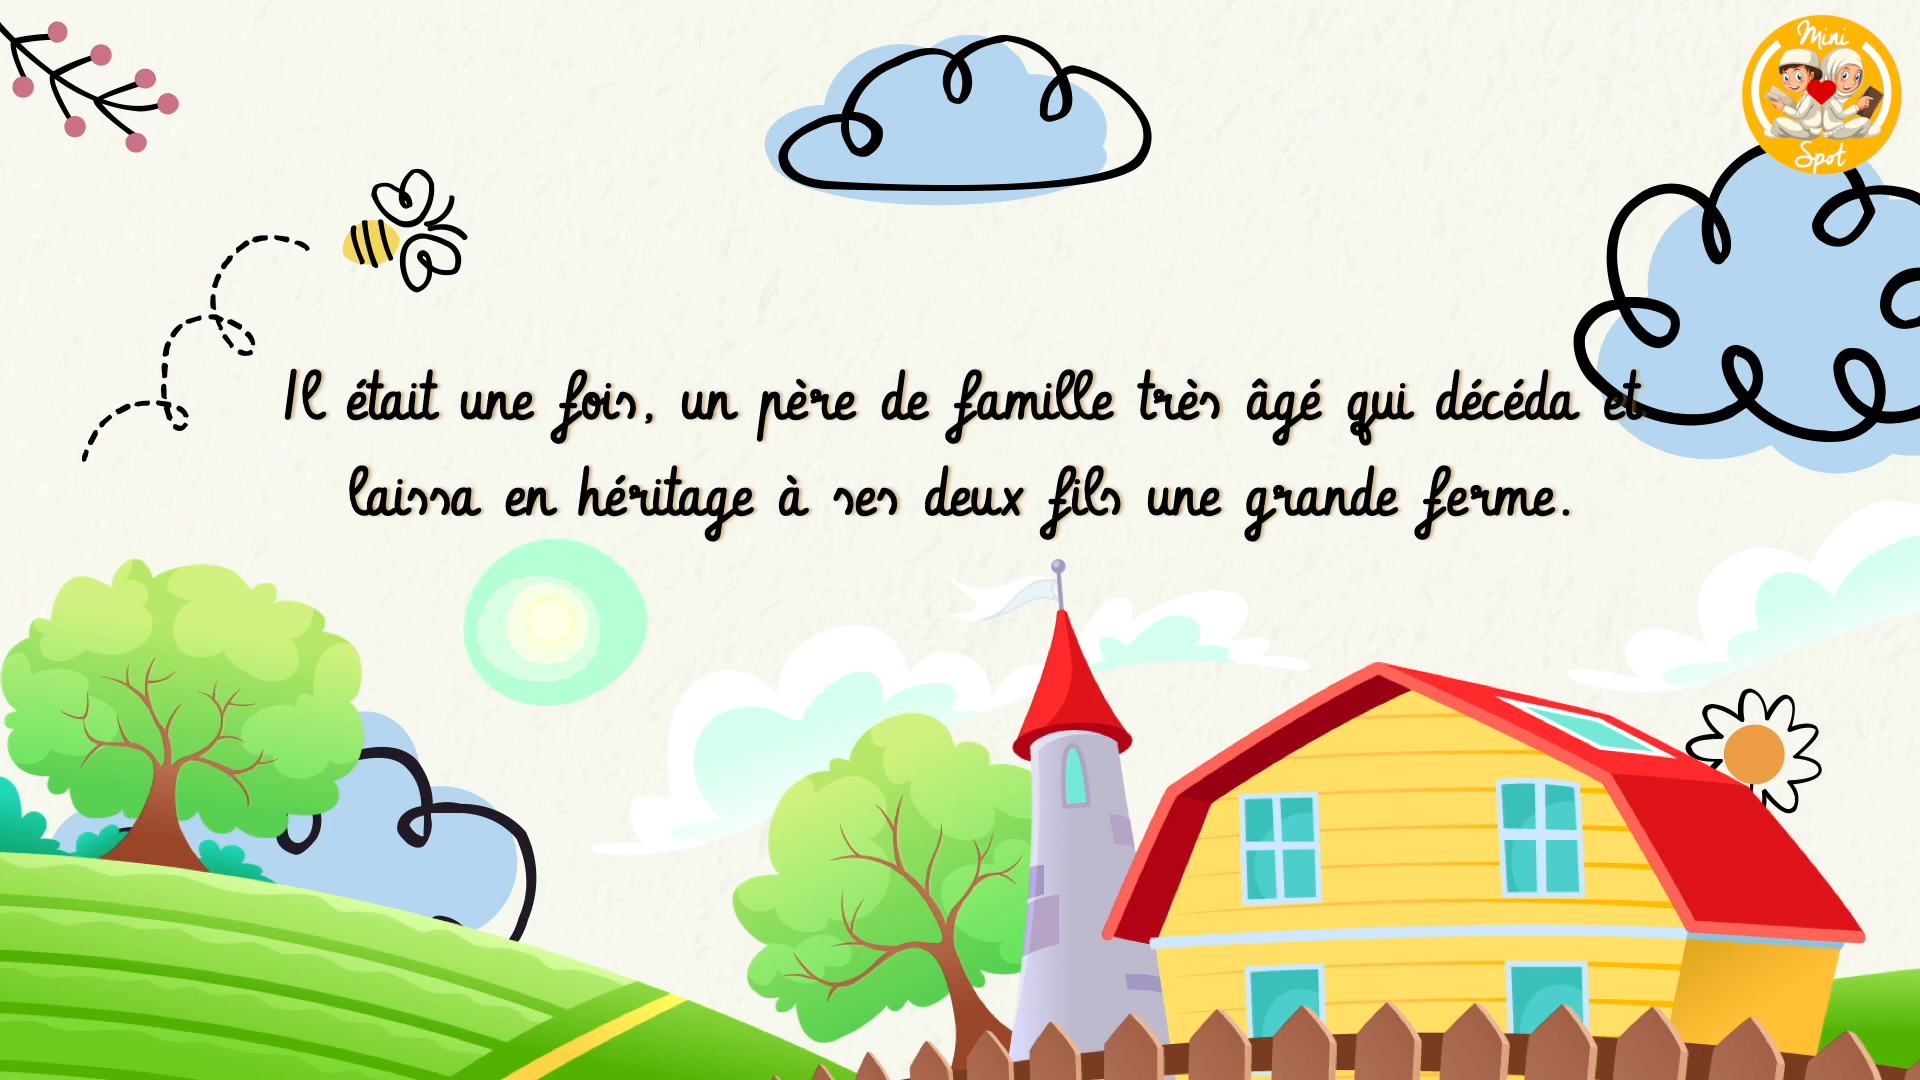 Mini
Spot
Il était une fois, un père de famille très âgé qui décéda et
laissa en héritage à ses deux fils une grande ferme.